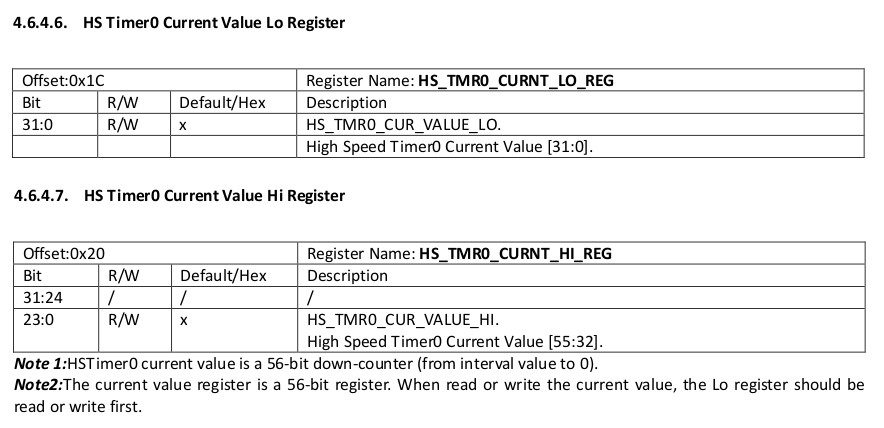 4.6.4.6. HS Timer0 Current Value Lo Register
Offset:0x1C Register Name: HS_TMR0_CURNT_LO_REG
Bit R/W Default/Hex Description
31:0 R/W x HS_TMR0_CUR_VALUE_LO.
High Speed Timer0 Current Value [31:0].
4.6.4.7. HS Timer0 Current Value Hi Register
Offset:0x20 Register Name: HS_TMR0_CURNT_HI_REG
Bit R/W Default/Hex Description
31:24 / / /
23:0 R/W x HS_TMR0_CUR_VALUE_HI.
High Speed Timer0 Current Value [55:32].
Note 1:HSTimer0 current value is a 56-bit down-counter (from interval value to 0).
Note2:The current value register is a 56-bit register. When read or write the current value, the Lo register should be
read or write first.